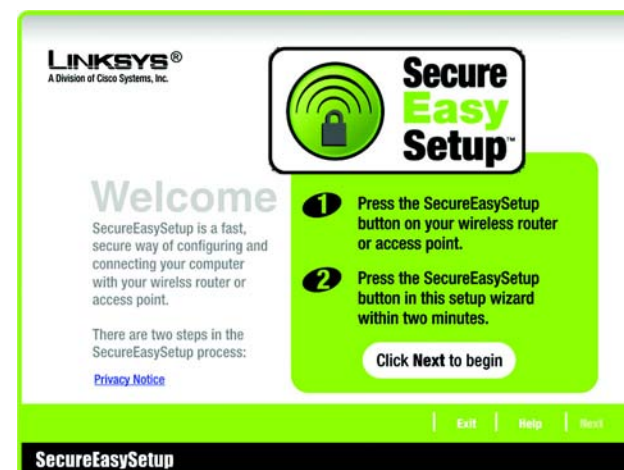 LINKSYS®
A Division of Cisco Systems, Inc.
Secure
Easy
Setup™
Welcome
SecureEasySetup is a fast,
secure way of configuring and
connecting your computer
with your wirelss router or
access point.
There are two steps in the
SecureEasySetup process:
Privacy Notice
1 Press the SecureEasySetup
button on your wireless router
or access point.
2 Press the SecureEasySetup
button in this setup wizard
within two minutes.
Click Next to begin
Exit Help Next
SecureEasySetup